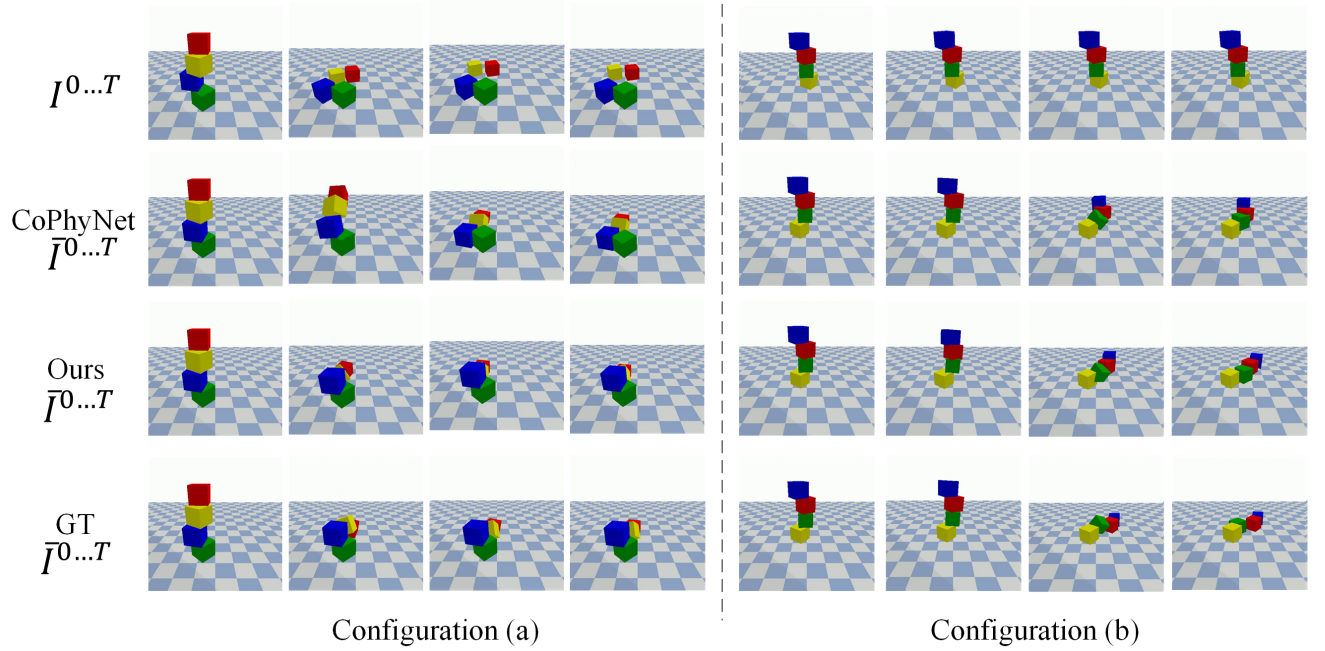 I^{0...T}
CoPhyNet
Ī^{0...T}
Ours
Ī^{0...T}
GT
Ī^{0...T}
Configuration (a)
Configuration (b)